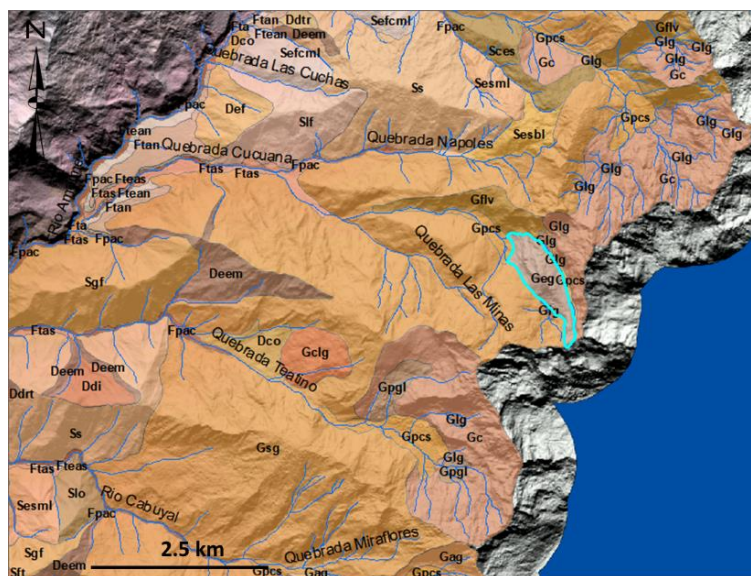 Ftan
Ddtr
Sefcml
Fpac
Gpcs
Gflv
Fta
Ftean
Deem
Dco
Sefcml
Sces
Glg
Glg
Glg
Quebrada Las Cuchas
Gc
Gc
Sesml
Ss
Fpac
Def
Slf
Gpcs
Glg
Ftean
Ftan
Quebrada Cucuana
Quebrada Napoles
Sesbl
Glg
Glg
Fpac
Ftas
Ftas
Fpac
Fteas
Glg
Gc
Ftas
Ftean
Ftan
Gflv
Fta
Ftas
Fpac
Gpcs
Glg
Glg
Fpac
Quebrada Las Minas
Glg
Sgf
Deem
Geg
Gpcs
Glg
Ftas
Fpac
Quebrada Teatino
Dco
Gclg
Deem
Deem
Ddrt
Ddi
Gpgl
Glg
Ss
Gpcs
Gc
Gsg
Glg
Gpgl
Ftas
Fteas
Sesml
Slo
Rio Cabuyal
Fpac
2.5 km
Quebrada Miraflores
Sgf
Gag
Deem
Sft
Gpcs
Gag
Gpcs